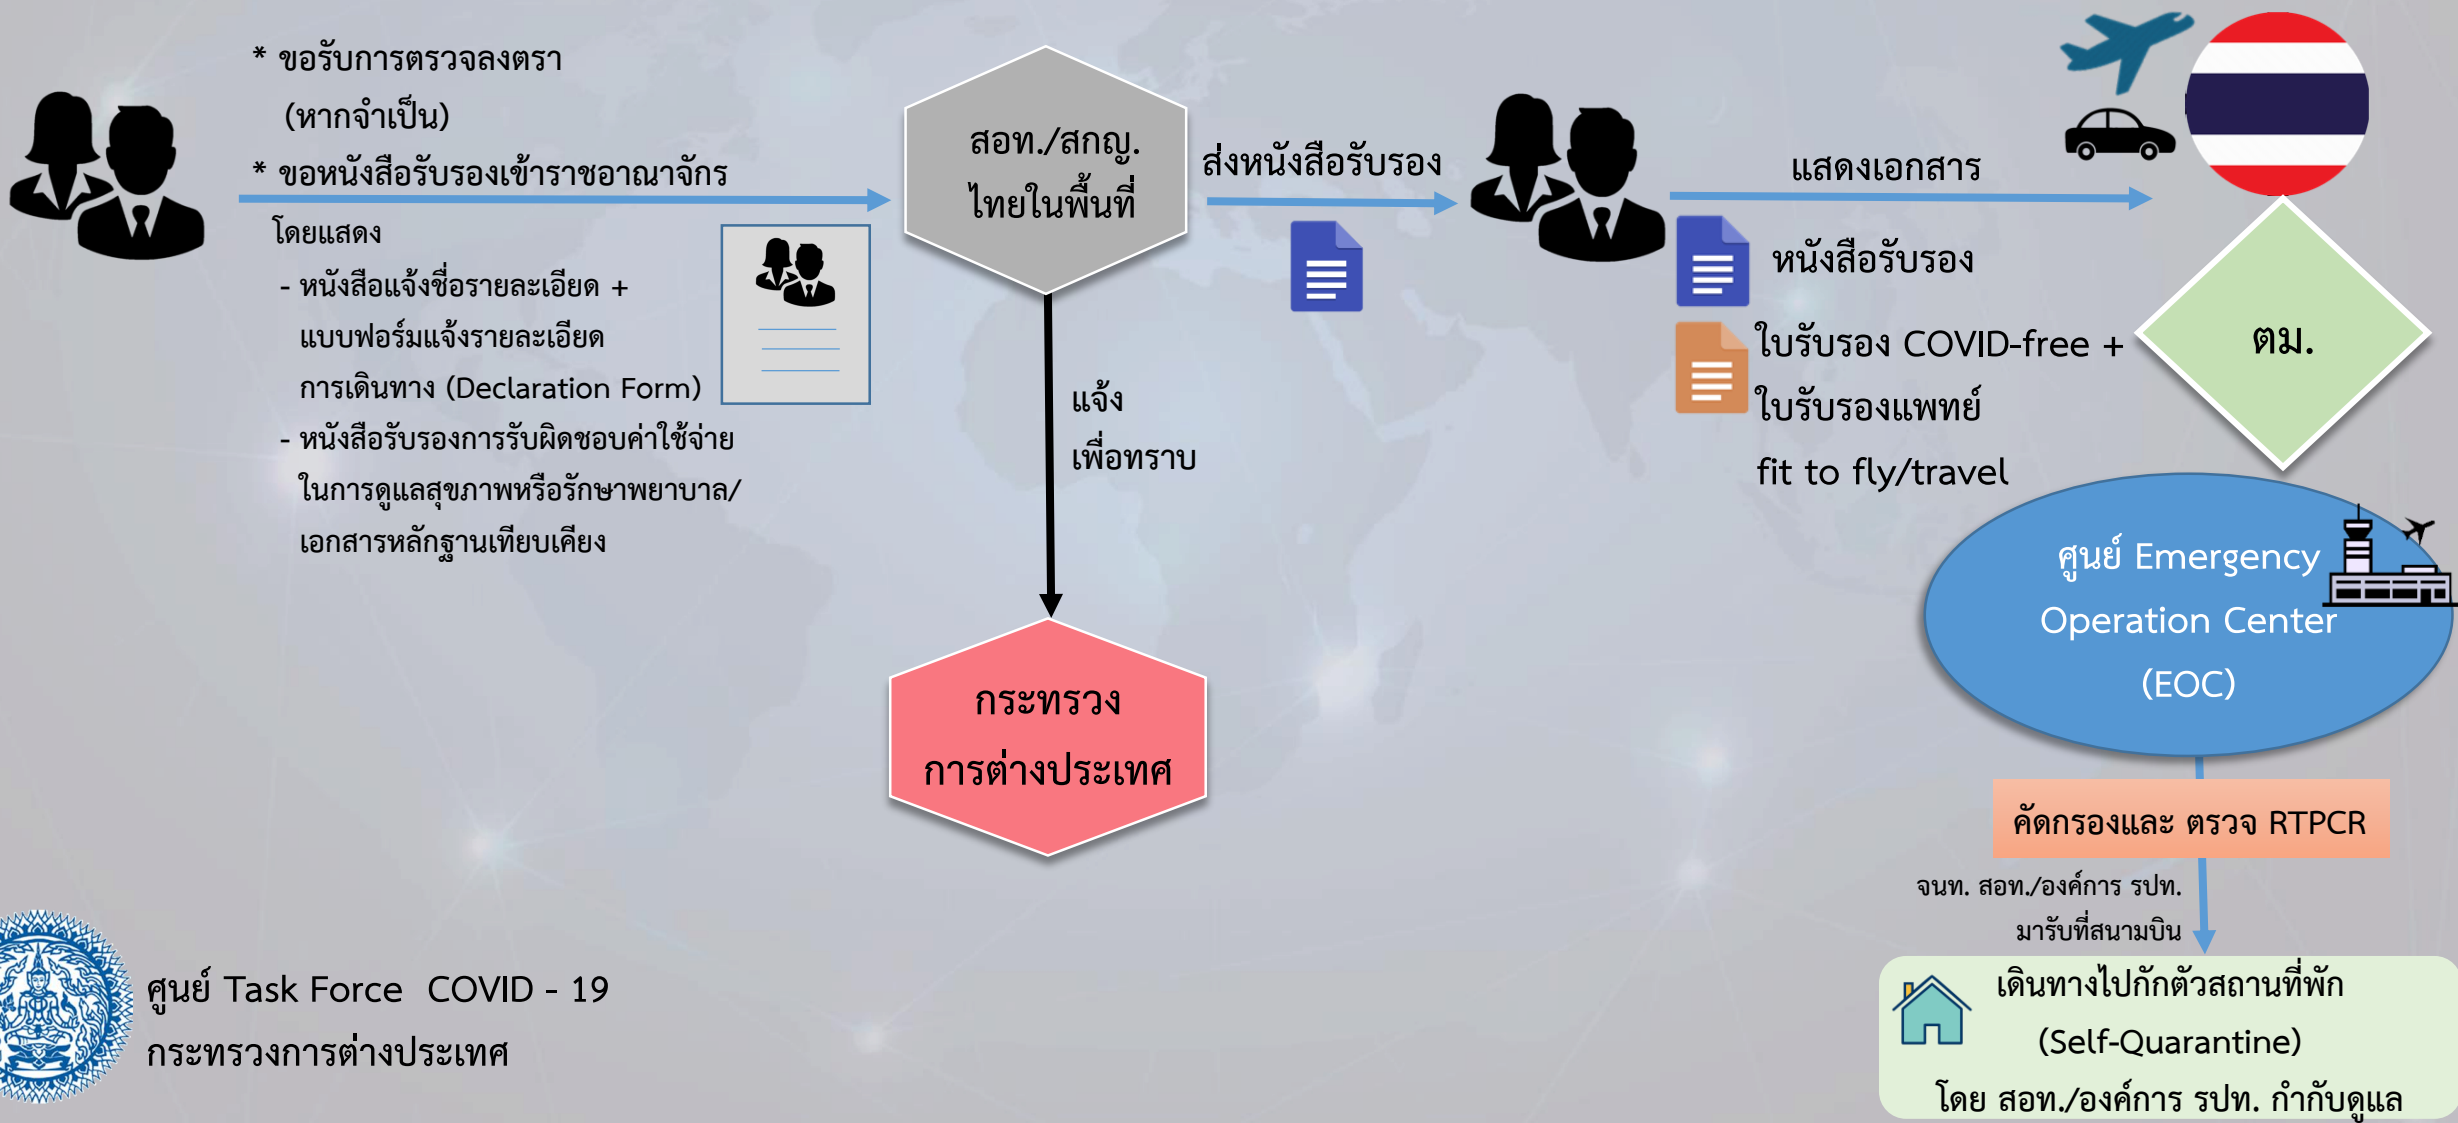 * ขอรับการตรวจลงตรา
(หากจำเป็น)
* ขอหนังสือรับรองเข้าราชอาณาจักร
โดยแสดง
- หนังสือแจ้งชื่อรายละเอียด +
แบบฟอร์มแจ้งรายละเอียด
การเดินทาง (Declaration Form)
- หนังสือรับรองการรับผิดชอบค่าใช้จ่าย
ในการดูแลสุขภาพหรือรักษาพยาบาล/
เอกสารหลักฐานเทียบเคียง
สอท./สกญ.
ไทยในพื้นที่
ส่งหนังสือรับรอง
แจ้ง
เพื่อทราบ
กระทรวง
การต่างประเทศ
แสดงเอกสาร
หนังสือรับรอง
ใบรับรอง COVID-free +
ใบรับรองแพทย์
fit to fly/travel
ตม.
ศูนย์ Emergency
Operation Center
(EOC)
คัดกรองและ ตรวจ RTPCR
จนท. สอท./องค์การ รปท.
มารับที่สนามบิน
เดินทางไปกักตัวสถานที่พัก
(Self-Quarantine)
โดย สอท./องค์การ รปท. กำกับดูแล
ศูนย์ Task Force COVID - 19
กระทรวงการต่างประเทศ